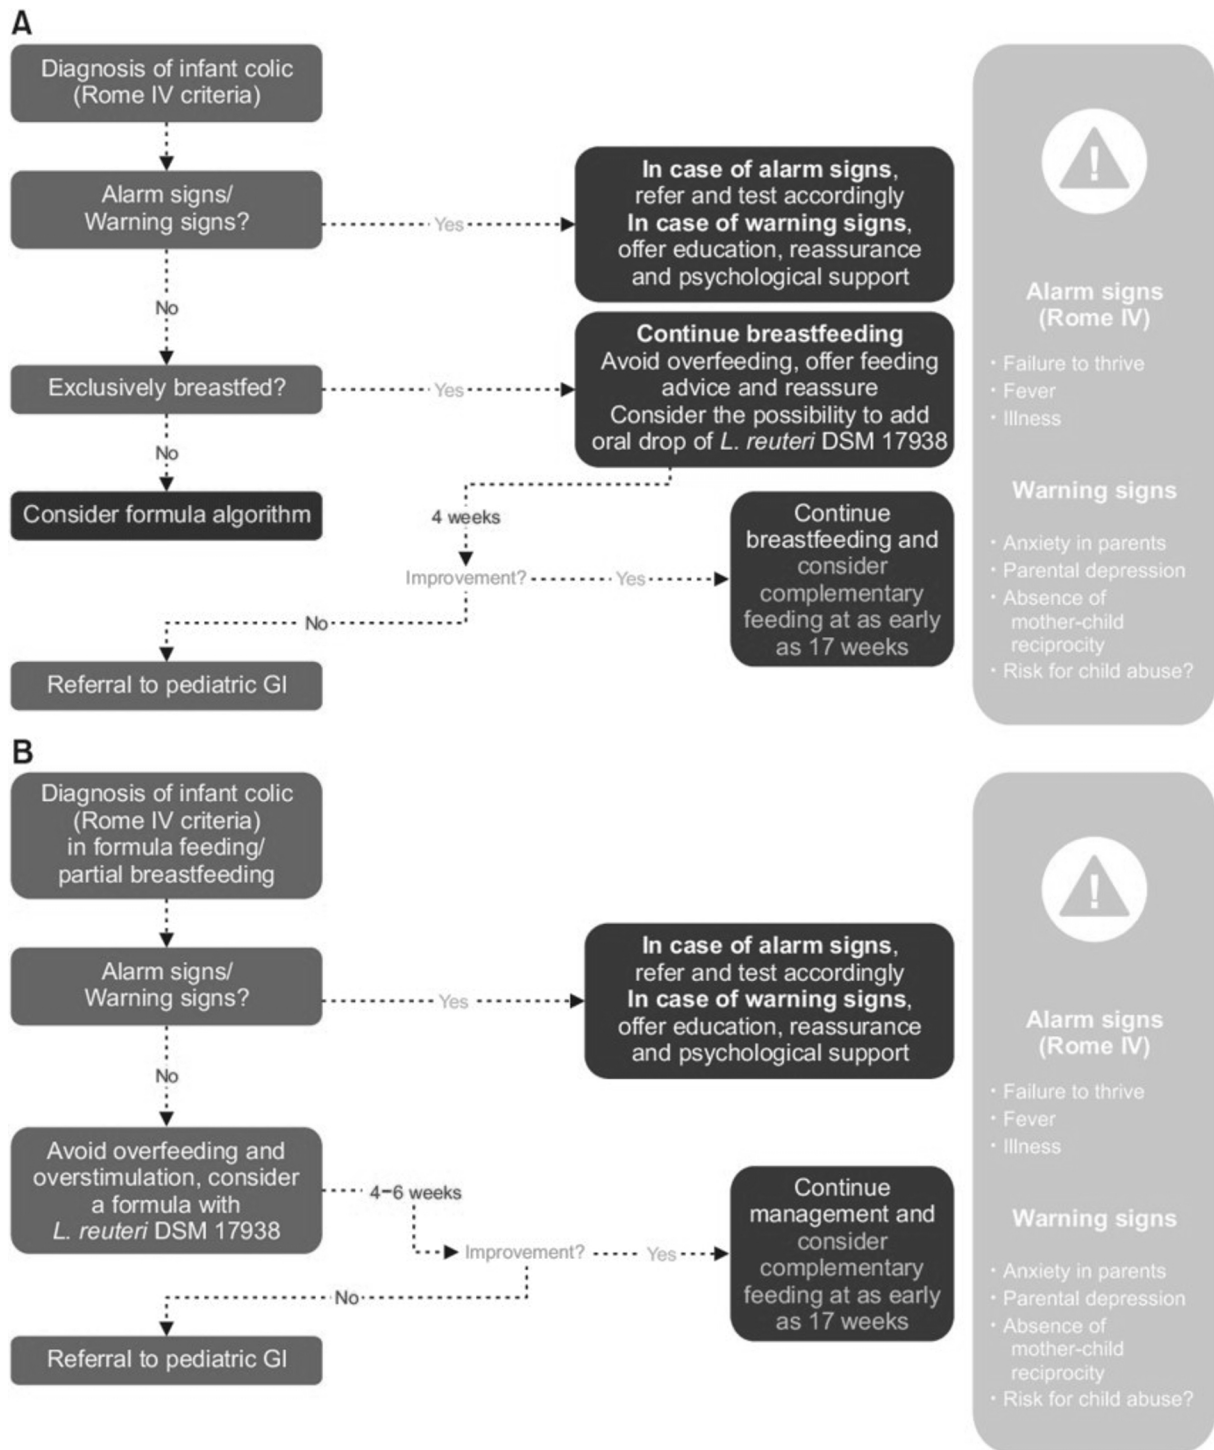 A
Diagnosis of infant colic
(Rome IV criteria)
Alarm signs/
Warning signs?
Yes
In case of alarm signs,
refer and test accordingly
In case of warning signs,
offer education, reassurance
and psychological support
No
Exclusively breastfed?
Yes
Continue breastfeeding
Avoid overfeeding, offer feeding
advice and reassure
Consider the possibility to add
oral drop of L. reuteri DSM 17938
No
Consider formula algorithm
4 weeks
Improvement?
Yes
Continue
breastfeeding and
consider
complementary
feeding at as early
as 17 weeks
No
Referral to pediatric GI
!
Alarm signs
(Rome IV)
· Failure to thrive
· Fever
· Illness
Warning signs
· Anxiety in parents
· Parental depression
· Absence of
mother-child
reciprocity
· Risk for child abuse?
B
Diagnosis of infant colic
(Rome IV criteria)
in formula feeding/
partial breastfeeding
Alarm signs/
Warning signs?
Yes
In case of alarm signs,
refer and test accordingly
In case of warning signs,
offer education, reassurance
and psychological support
No
Avoid overfeeding and
overstimulation, consider
a formula with
L. reuteri DSM 17938
4–6 weeks
Improvement?
Yes
Continue
management and
consider
complementary
feeding at as early
as 17 weeks
No
Referral to pediatric GI
!
Alarm signs
(Rome IV)
· Failure to thrive
· Fever
· Illness
Warning signs
· Anxiety in parents
· Parental depression
· Absence of
mother-child
reciprocity
· Risk for child abuse?